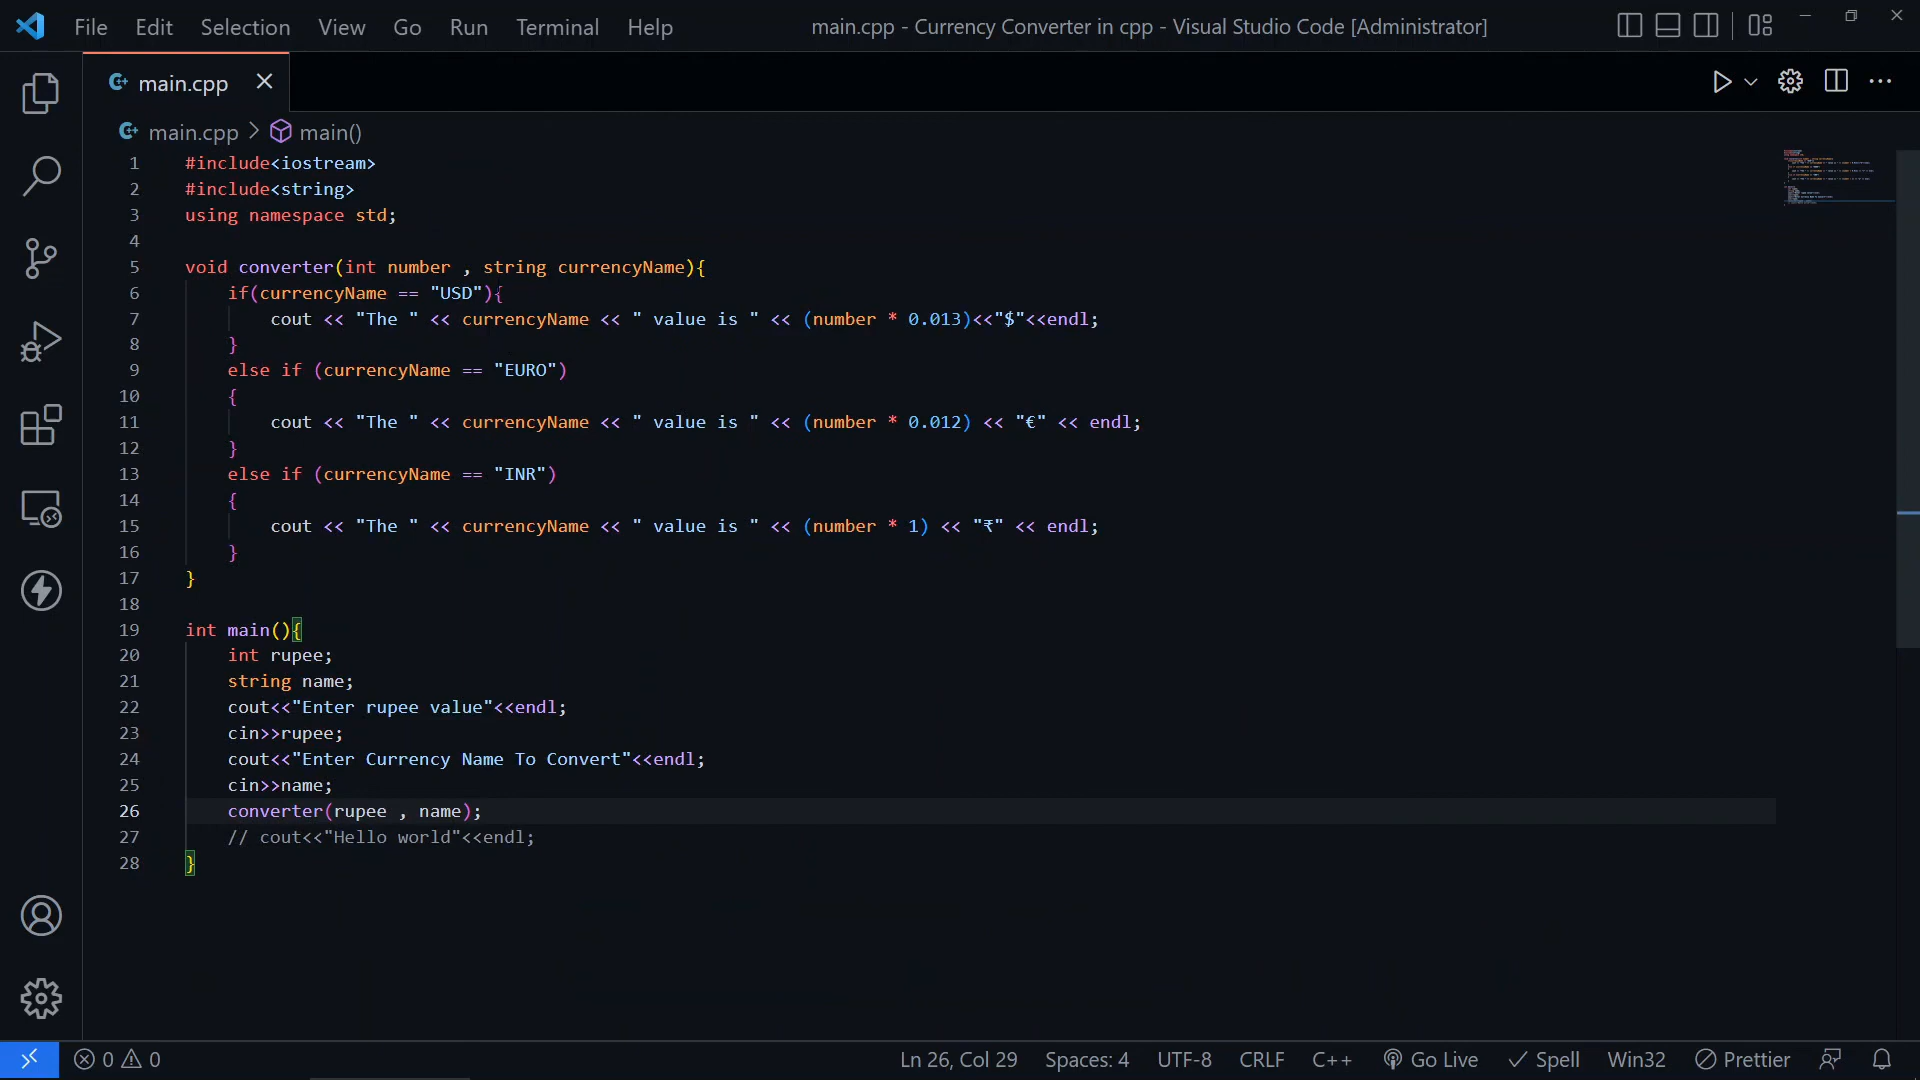 File Edit Selection View Go Run Terminal Help main.cpp - Currency Converter in cpp - Visual Studio Code [Administrator]
main.cpp
main.cpp > main()
1 #include<iostream>
2 #include<string>
3 using namespace std;
4
5 void converter(int number , string currencyName){
6 if(currencyName == "USD"){
7 cout << "The " << currencyName << " value is " << (number * 0.013)<<"$"<<endl;
8 }
9 else if (currencyName == "EURO")
10 {
11 cout << "The " << currencyName << " value is " << (number * 0.012) << "€" << endl;
12 }
13 else if (currencyName == "INR")
14 {
15 cout << "The " << currencyName << " value is " << (number * 1) << "₹" << endl;
16 }
17 }
18
19 int main(){
20 int rupee;
21 string name;
22 cout<<"Enter rupee value"<<endl;
23 cin>>rupee;
24 cout<<"Enter Currency Name To Convert"<<endl;
25 cin>>name;
26 converter(rupee , name);
27 // cout<<"Hello world"<<endl;
28 }
0 0 Ln 26, Col 29 Spaces: 4 UTF-8 CRLF C++ Go Live Spell Win32 Prettier